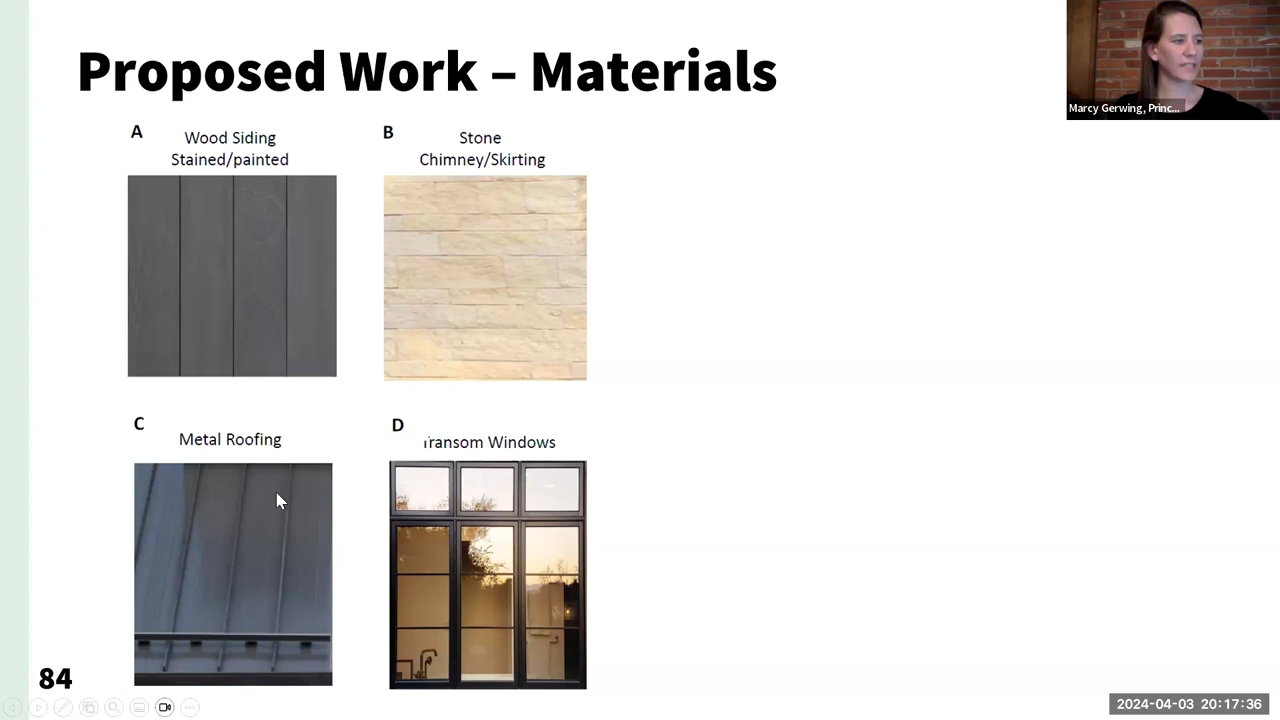 Proposed Work – Materials
Marcy Gerwing, Princ...
A
Wood Siding
Stained/painted
B
Stone
Chimney/Skirting
C
Metal Roofing
D
Transom Windows
84
2024-04-03 20:17:36